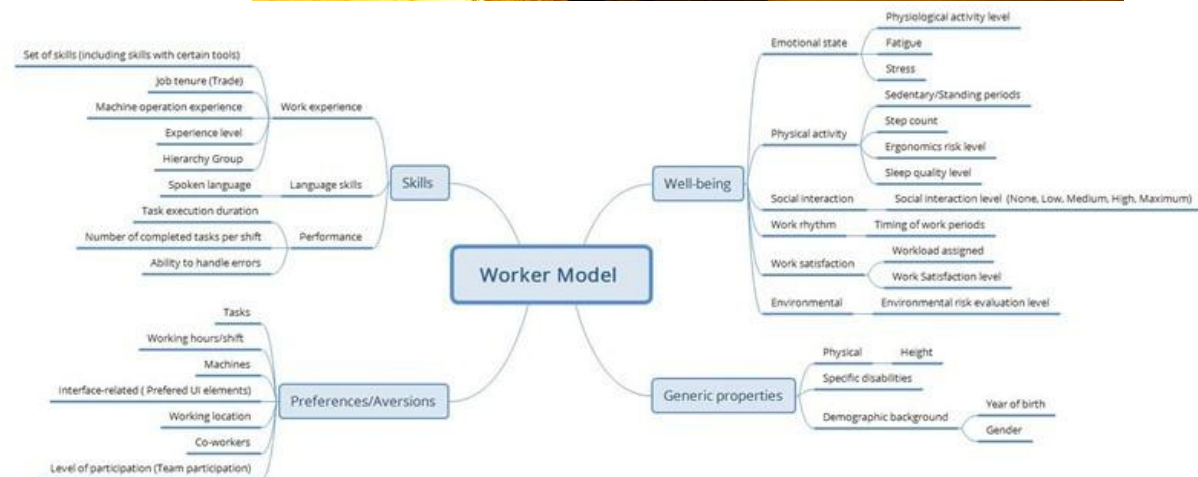 Worker Model
Skills
Work experience
Set of skills (including skills with certain tools)
Job tenure (Trade)
Machine operation experience
Experience level
Hierarchy Group
Language skills
Spoken language
Performance
Task execution duration
Number of completed tasks per shift
Ability to handle errors
Preferences/Aversions
Tasks
Working hours/shift
Machines
Interface-related ( Prefered UI elements)
Working location
Co-workers
Level of participation (Team participation)
Well-being
Emotional state
Physiological activity level
Fatigue
Stress
Physical activity
Sedentary/Standing periods
Step count
Ergonomics risk level
Sleep quality level
Social interaction
Social interaction level (None, Low, Medium, High, Maximum)
Work rhythm
Timing of work periods
Work satisfaction
Workload assigned
Work Satisfaction level
Environmental
Environmental risk evaluation level
Generic properties
Physical
Height
Specific disabilities
Demographic background
Year of birth
Gender